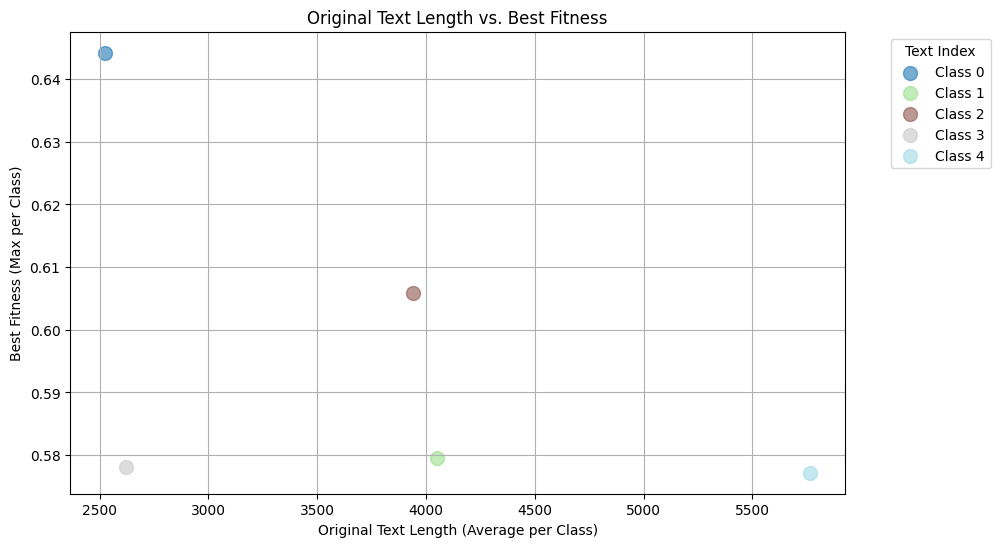 Original Text Length vs. Best Fitness
Best Fitness (Max per Class)
0.64
0.63
0.62
0.61
0.60
0.59
0.58
2500 3000 3500 4000 4500 5000 5500
Original Text Length (Average per Class)
Text Index
Class 0
Class 1
Class 2
Class 3
Class 4